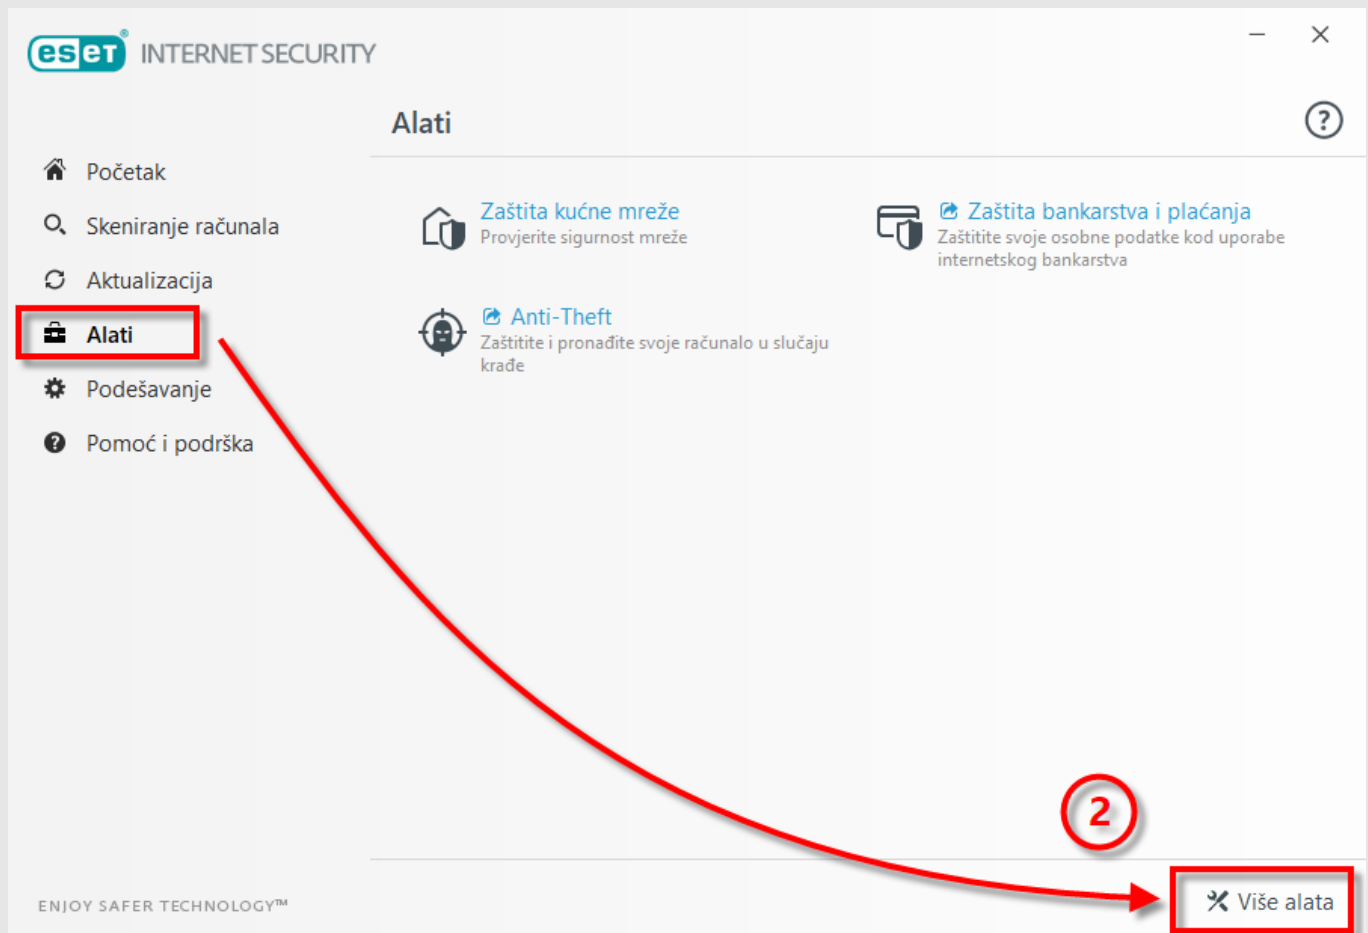 eset® INTERNET SECURITY
Alati
?
Početak
Skeniranje računala
Aktualizacija
Alati
Podešavanje
? Pomoć i podrška
Zaštita kućne mreže
Provjerite sigurnost mreže
Zaštita bankarstva i plaćanja
Zaštitite svoje osobne podatke kod uporabe
internetskog bankarstva
Anti-Theft
Zaštitite i pronađite svoje računalo u slučaju
krađe
2
Više alata
ENJOY SAFER TECHNOLOGY™